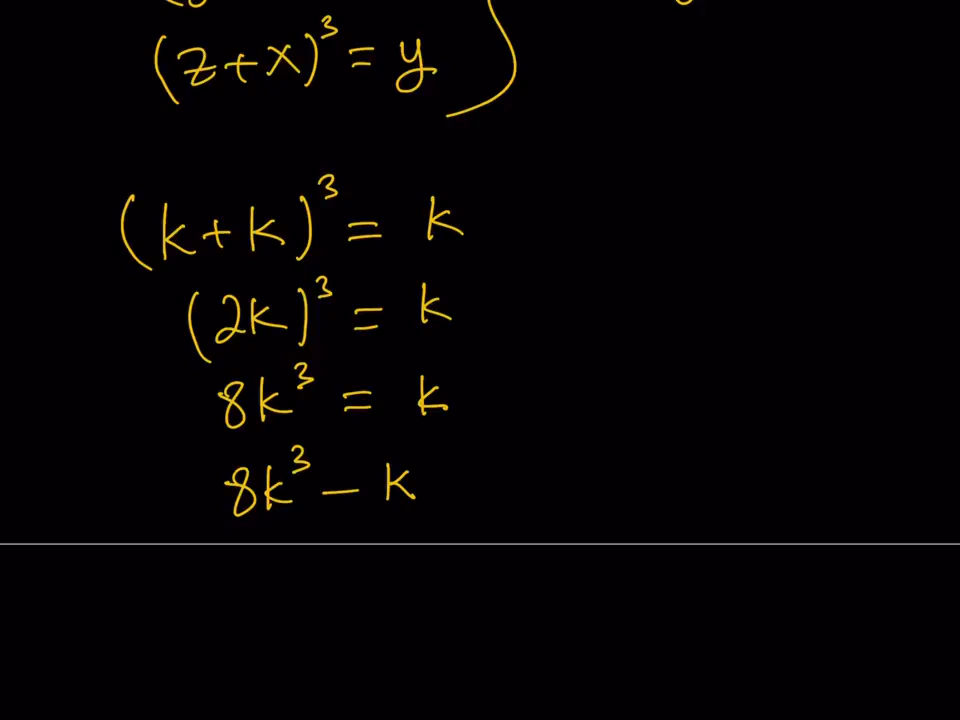 (z+x)³ = y
(k+k)³ = k
(2k)³ = k
8k³ = k
8k³ - k